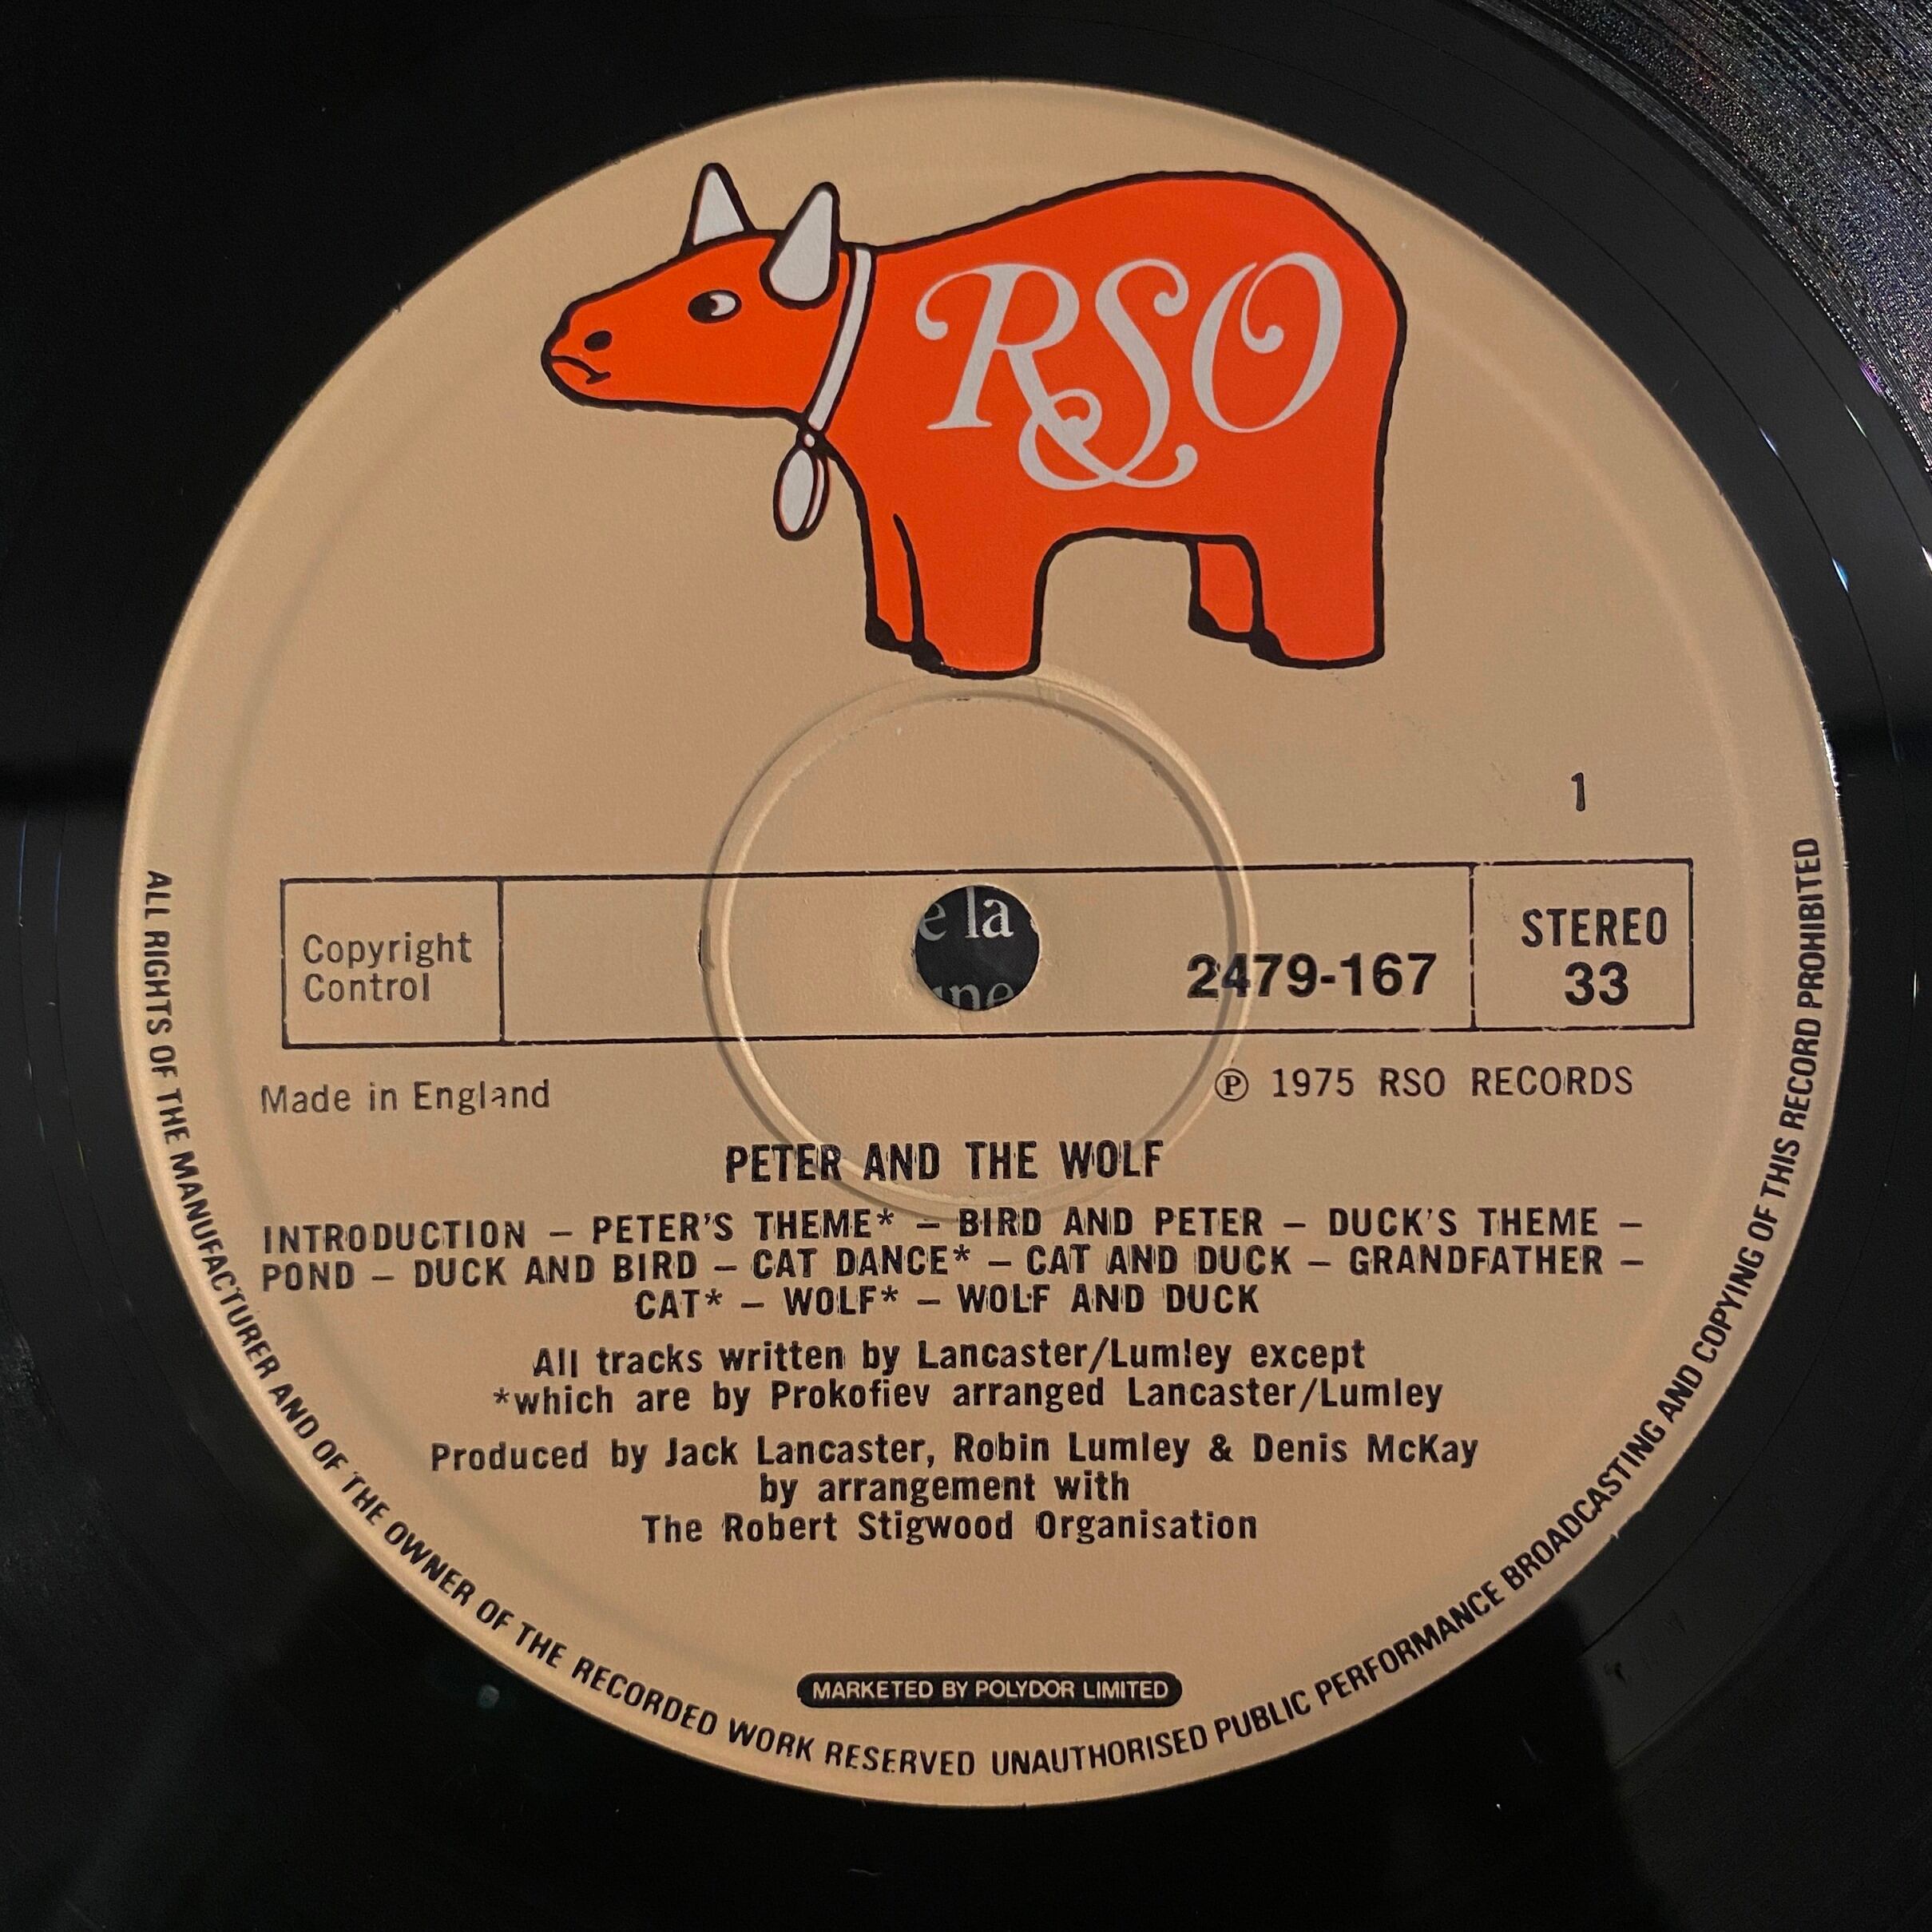 RSO
1
Copyright
Control
e la
une
2479-167
STEREO
33
Made in England
℗ 1975 RSO RECORDS
PETER AND THE WOLF
INTRODUCTION – PETER'S THEME* – BIRD AND PETER – DUCK'S THEME –
POND – DUCK AND BIRD – CAT DANCE* – CAT AND DUCK – GRANDFATHER –
CAT* – WOLF* – WOLF AND DUCK
All tracks written by Lancaster/Lumley except
*which are by Prokofiev arranged Lancaster/Lumley
Produced by Jack Lancaster, Robin Lumley & Denis McKay
by arrangement with
The Robert Stigwood Organisation
MARKETED BY POLYDOR LIMITED
ALL RIGHTS OF THE MANUFACTURER AND OF THE OWNER OF THE RECORDED WORK RESERVED UNAUTHORISED PUBLIC PERFORMANCE BROADCASTING AND COPYING OF THIS RECORD PROHIBITED